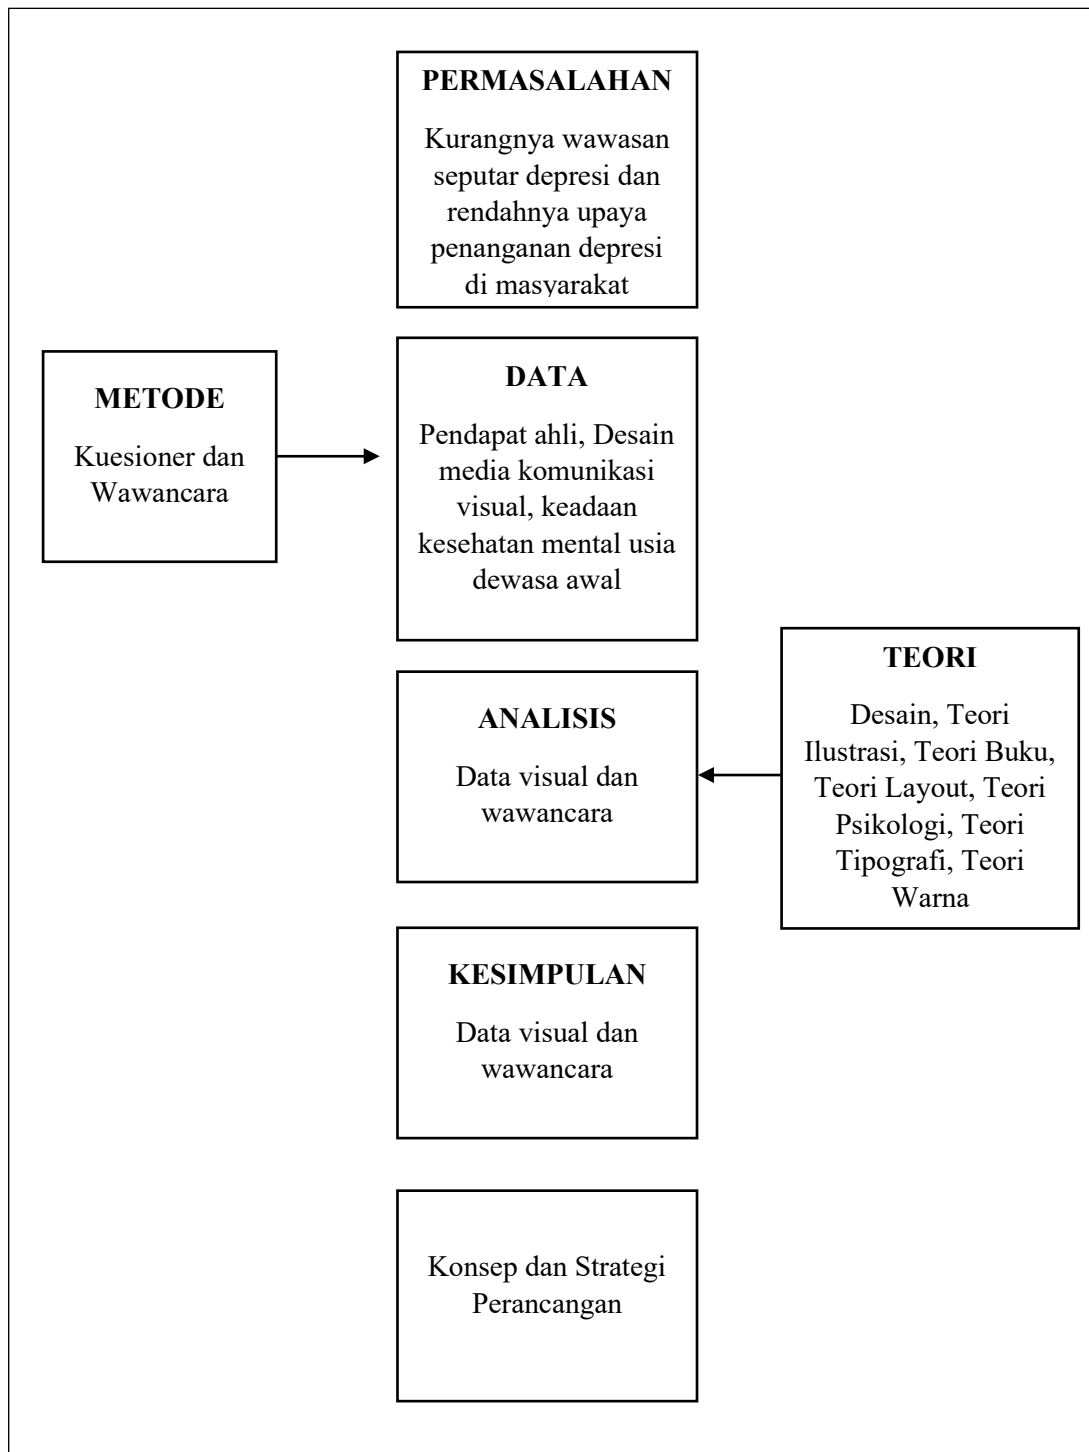 PERMASALAHAN
Kurangnya wawasan
seputar depresi dan
rendahnya upaya
penanganan depresi
di masyarakat
METODE
Kuesioner dan
Wawancara
DATA
Pendapat ahli, Desain
media komunikasi
visual, keadaan
kesehatan mental usia
dewasa awal
TEORI
Desain, Teori
Ilustrasi, Teori Buku,
Teori Layout, Teori
Psikologi, Teori
Tipografi, Teori
Warna
ANALISIS
Data visual dan
wawancara
KESIMPULAN
Data visual dan
wawancara
Konsep dan Strategi
Perancangan